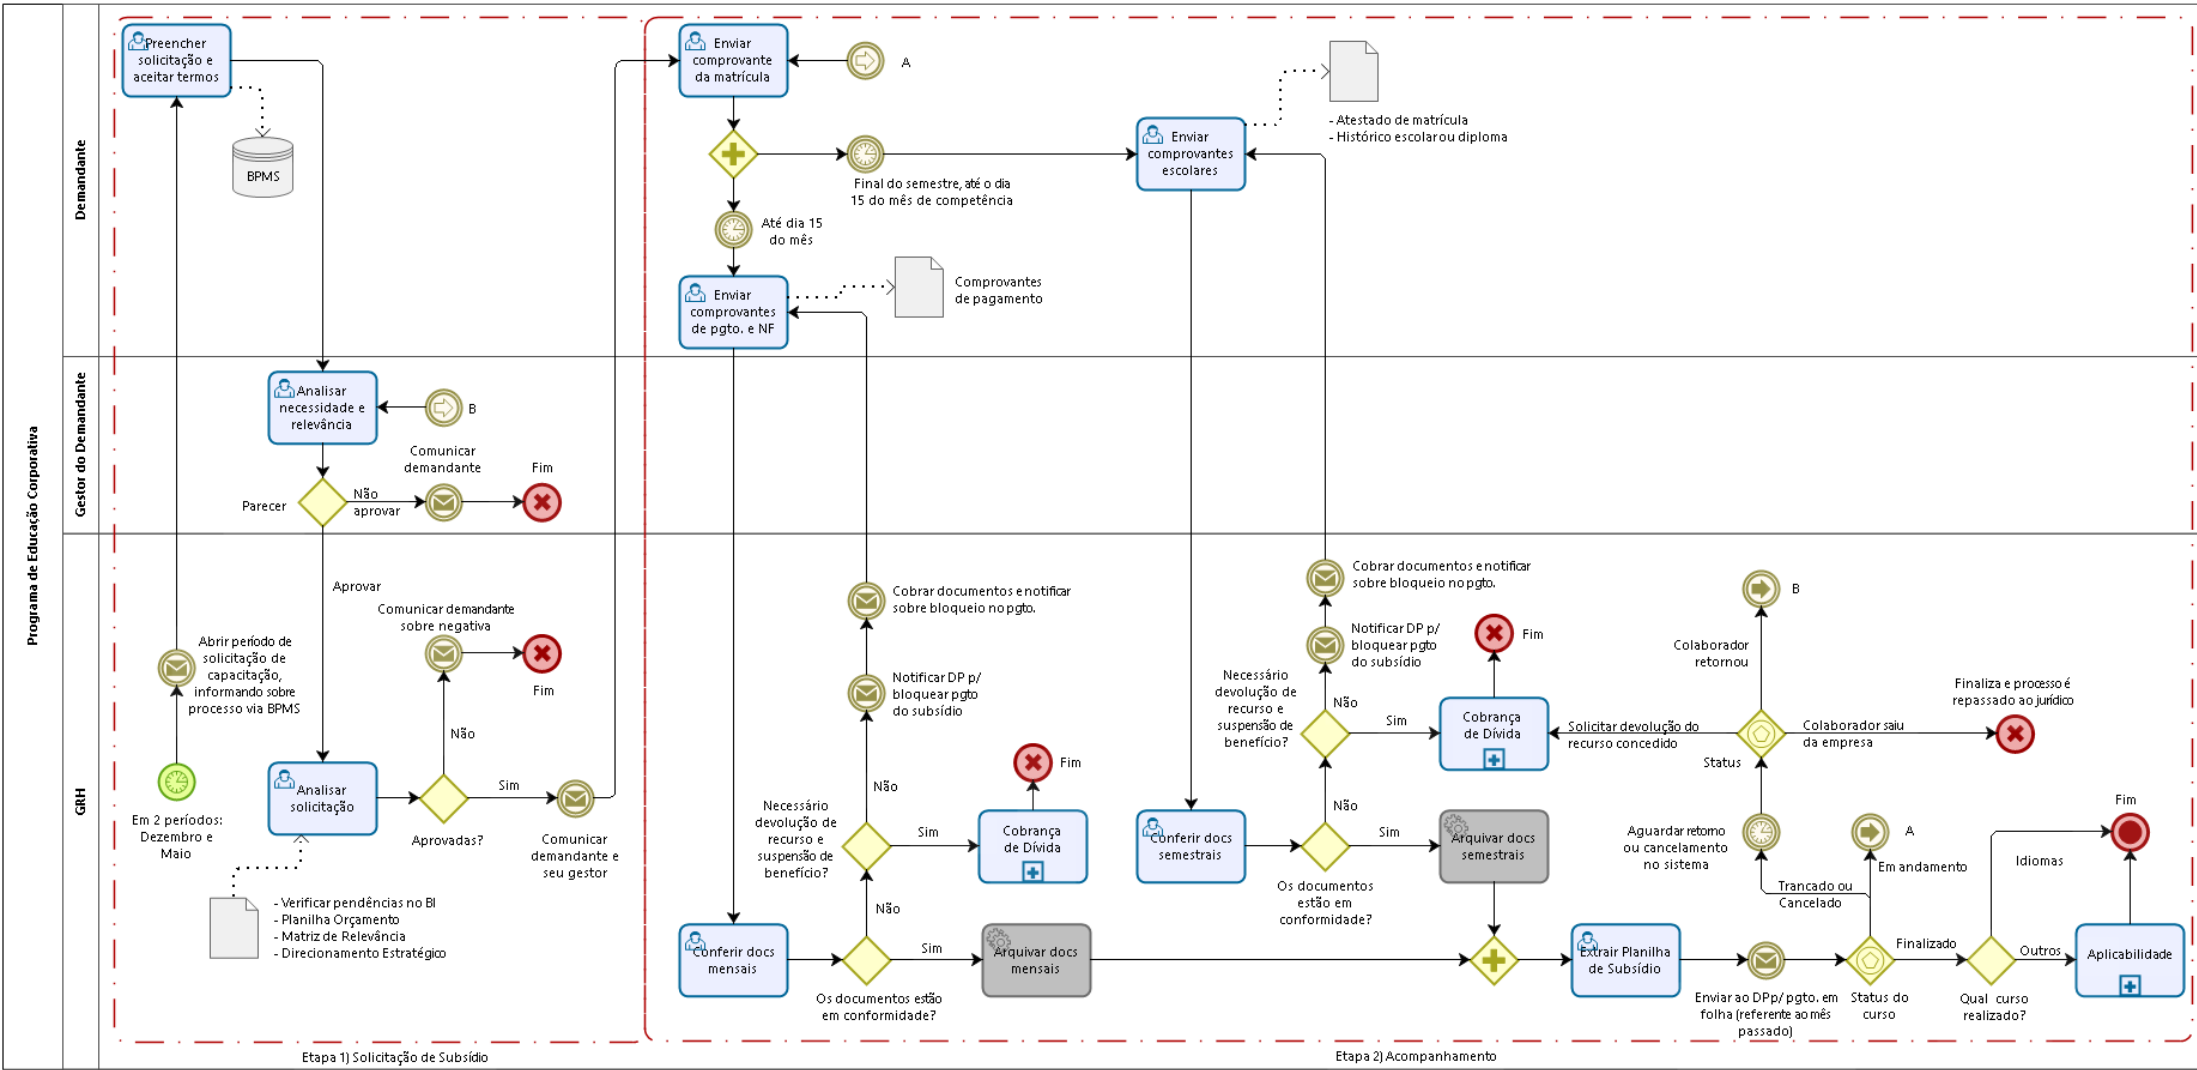 Programa de Educação Corporativa
Demandante
Preencher
solicitação e
aceitar termos
BPMS
Enviar
comprovante
da matrícula
A
Final do semestre, até o dia
15 do mês de competência
Até dia 15
do mês
Enviar
comprovantes
de pgto. e NF
Comprovantes
de pagamento
Enviar
comprovantes
escolares
- Atestado de matrícula
- Histórico escolar ou diploma
Gestor do Demandante
Analisar
necessidade e
relevância
B
Parecer
Não
aprovar
Comunicar
demandante
Fim
GRH
Aprovar
Abrir período de
solicitação de
capacitação,
informando sobre
processo via BPMS
Em 2 períodos:
Dezembro e
Maio
Analisar
solicitação
- Verificar pendências no BI
- Planilha Orçamento
- Matriz de Relevância
- Direcionamento Estratégico
Comunicar demandante
sobre negativa
Fim
Não
Aprovadas?
Sim
Comunicar
demandante e
seu gestor
Cobrar documentos e notificar
sobre bloqueio no pgto.
Notificar DP p/
bloquear pgto
do subsídio
Não
Necessário
devolução de
recurso e
suspensão de
benefício?
Sim
Cobrança
de Dívida
Fim
Não
Conferir docs
mensais
Os documentos estão
em conformidade?
Sim
Arquivar docs
mensais
Cobrar documentos e notificar
sobre bloqueio no pgto.
Notificar DP p/
bloquear pgto
do subsídio
Não
Necessário
devolução de
recurso e
suspensão de
benefício?
Sim
Cobrança
de Dívida
Fim
Não
Conferir docs
semestrais
Os documentos
estão em
conformidade?
Sim
Arquivar docs
semestrais
Extrair Planilha
de Subsídio
Enviar ao DP p/ pgto. em
folha (referente ao mês
passado)
Status do
curso
Trancado ou
Cancelado
Em andamento
A
Aguardar retorno
ou cancelamento
no sistema
Status
Solicitar devolução do
recurso concedido
Colaborador
retornou
B
Colaborador saiu
da empresa
Finaliza e processo é
repassado ao jurídico
Finalizado
Qual curso
realizado?
Idiomas
Outros
Aplicabilidade
Fim
Etapa 1) Solicitação de Subsídio
Etapa 2) Acompanhamento